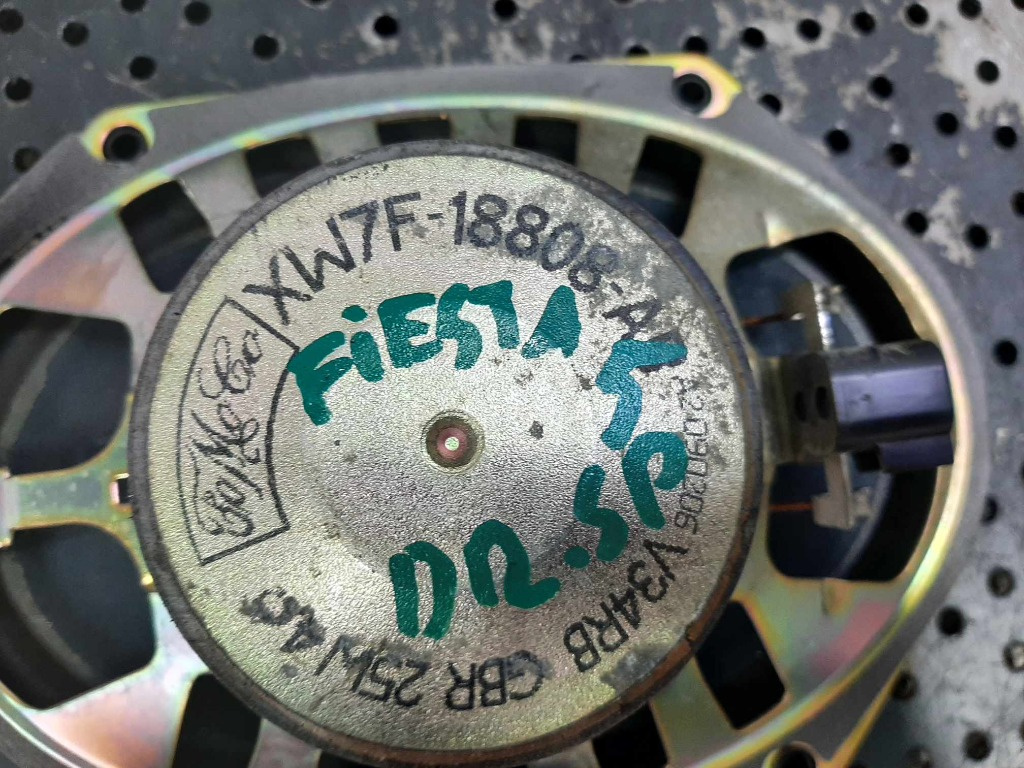 XW7F-18808-A
FoMoCo
FiESTA 5
DR.SP
V34RB GBR 25W 4Ω